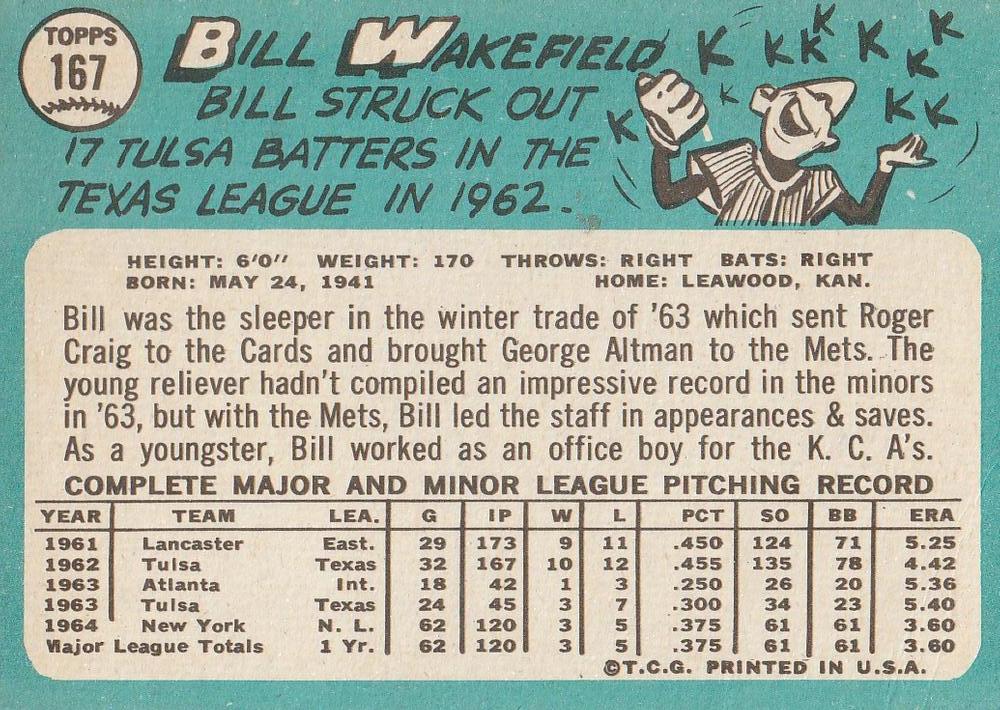 TOPPS
167
BILL WAKEFIELD
BILL STRUCK OUT
17 TULSA BATTERS IN THE
TEXAS LEAGUE IN 1962.
K K K K K K K K K K K
HEIGHT: 6'0" WEIGHT: 170 THROWS: RIGHT BATS: RIGHT
BORN: MAY 24, 1941 HOME: LEAWOOD, KAN.
Bill was the sleeper in the winter trade of '63 which sent Roger
Craig to the Cards and brought George Altman to the Mets. The
young reliever hadn't compiled an impressive record in the minors
in '63, but with the Mets, Bill led the staff in appearances & saves.
As a youngster, Bill worked as an office boy for the K. C. A's.
COMPLETE MAJOR AND MINOR LEAGUE PITCHING RECORD
YEAR TEAM LEA. G IP W L PCT SO BB ERA
1961 Lancaster East. 29 173 9 11 .450 124 71 5.25
1962 Tulsa Texas 32 167 10 12 .455 135 78 4.42
1963 Atlanta Int. 18 42 1 3 .250 26 20 5.36
1963 Tulsa Texas 24 45 3 7 .300 34 23 5.40
1964 New York N. L. 62 120 3 5 .375 61 61 3.60
Major League Totals 1 Yr. 62 120 3 5 .375 61 61 3.60
©T.C.G. PRINTED IN U.S.A.